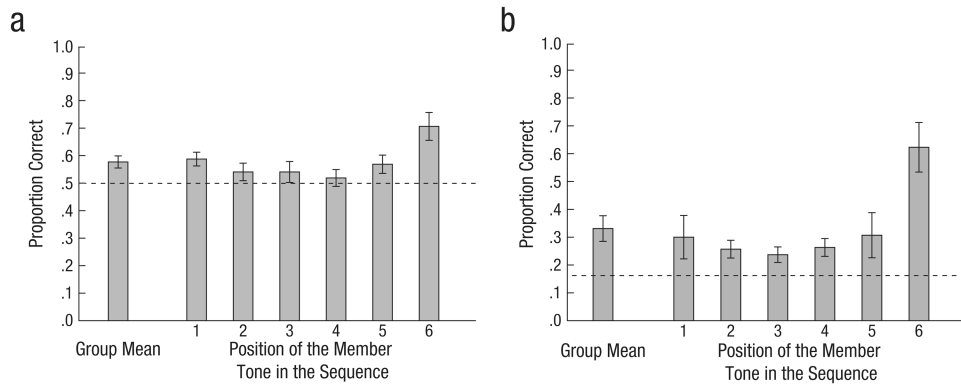 a
1.0
.9
.8
.7
.6
.5
.4
.3
.2
.1
.0
Proportion Correct
1 2 3 4 5 6
Group Mean
Position of the Member
Tone in the Sequence
b
1.0
.9
.8
.7
.6
.5
.4
.3
.2
.1
.0
Proportion Correct
1 2 3 4 5 6
Group Mean
Position of the Member
Tone in the Sequence